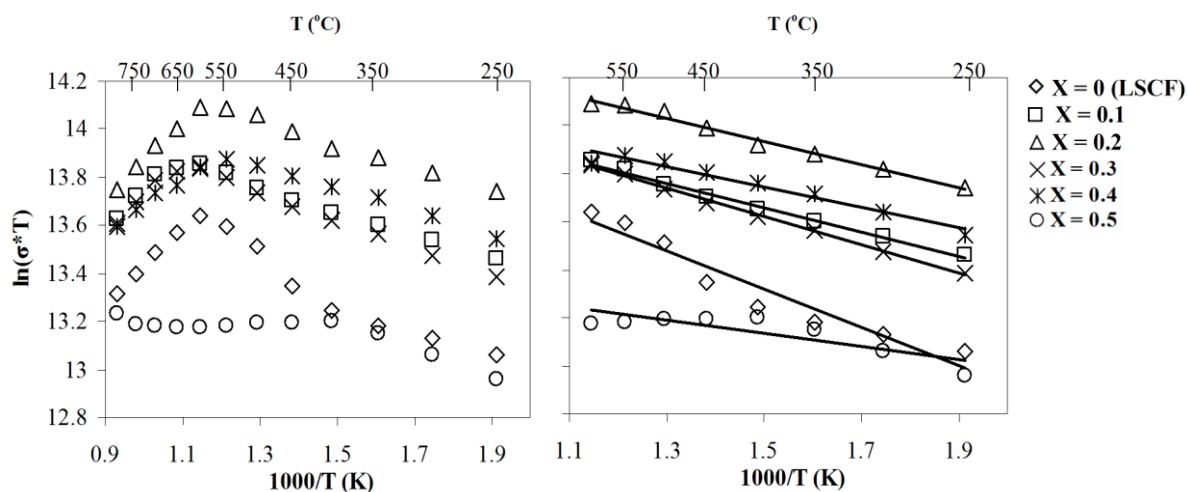 T (°C)
750 650 550 450 350 250
14.2
14
13.8
13.6
13.4
13.2
13
12.8
ln(σ*T)
0.9 1.1 1.3 1.5 1.7 1.9
1000/T (K)
T (°C)
550 450 350 250
1.1 1.3 1.5 1.7 1.9
1000/T (K)
X = 0 (LSCF)
X = 0.1
X = 0.2
X = 0.3
X = 0.4
X = 0.5